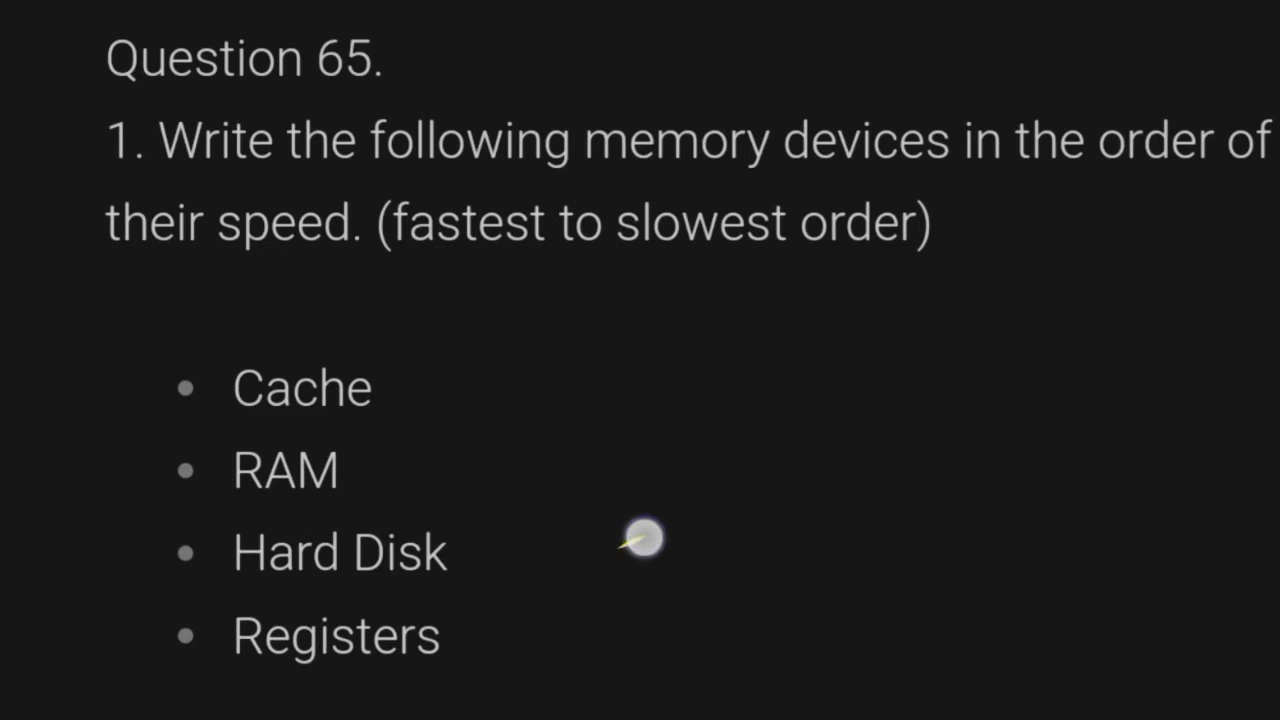 Question 65.
1. Write the following memory devices in the order of
their speed. (fastest to slowest order)
• Cache
• RAM
• Hard Disk
• Registers